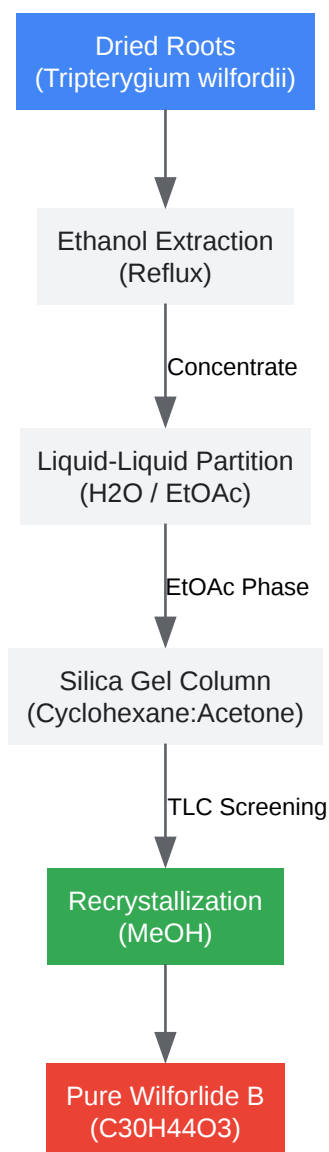 Dried Roots
(Tripterygium wilfordii)
Ethanol Extraction
(Reflux)
Concentrate
Liquid-Liquid Partition
(H2O / EtOAc)
EtOAc Phase
Silica Gel Column
(Cyclohexane:Acetone)
TLC Screening
Recrystallization
(MeOH)
Pure Wilforlide B
(C30H44O3)